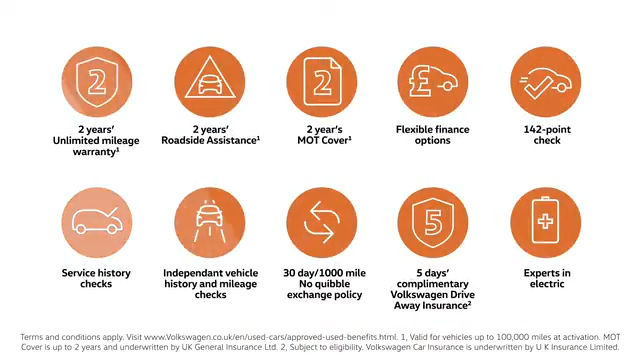 2
2
£
2 years'
Unlimited mileage
warranty¹
2 years'
Roadside Assistance¹
2 year's
MOT Cover¹
Flexible finance
options
142-point
check
5
Service history
checks
Independant vehicle
history and mileage
checks
30 day/1000 mile
No quibble
exchange policy
5 days'
complimentary
Volkswagen Drive
Away Insurance²
Experts in
electric
Terms and conditions apply. Visit www.Volkswagen.co.uk/en/used-cars/approved-used-benefits.html. 1, Valid for vehicles up to 100,000 miles at activation. MOT
Cover is up to 2 years and underwritten by UK General Insurance Ltd. 2, Subject to eligibility. Volkswagen Car Insurance is underwritten by U K Insurance Limited.